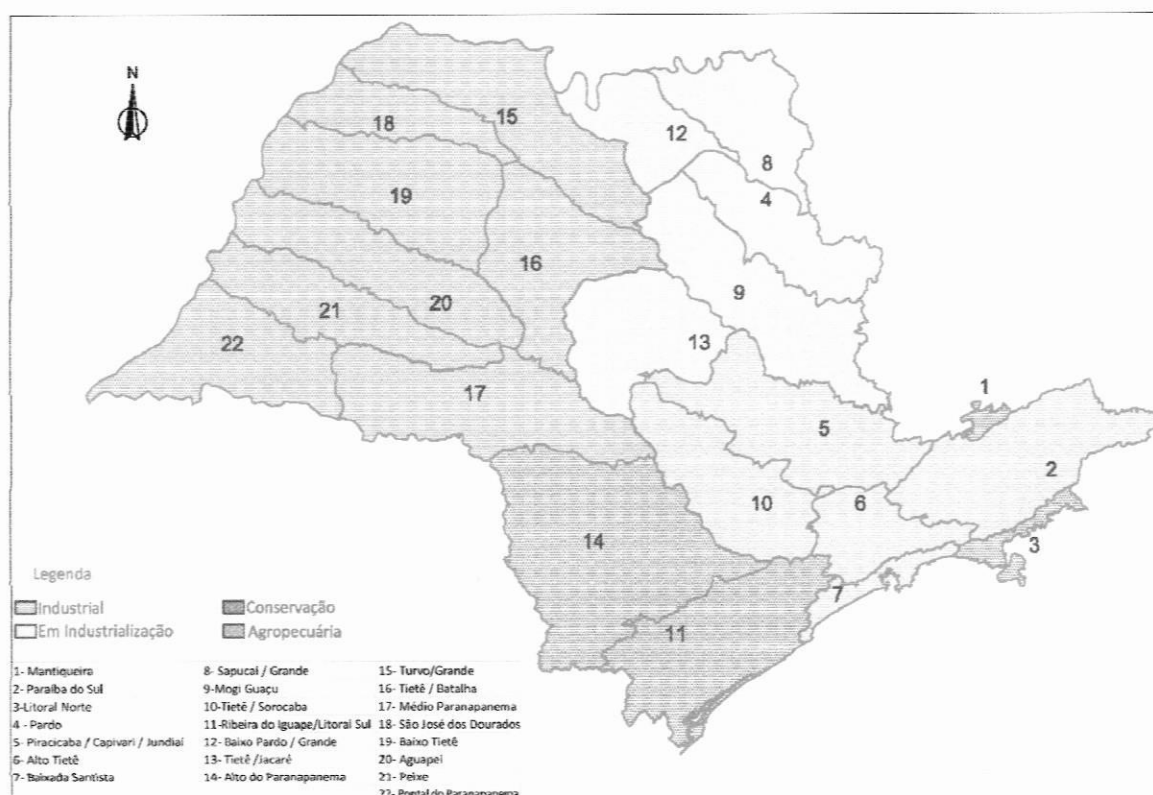 N
15
18
12
8
4
19
16
9
20
21
13
22
17
1
5
2
10
6
14
3
7
11
Legenda
Industrial
Em Industrialização
Conservação
Agropecuária
1- Mantiqueira
2- Paraíba do Sul
3-Litoral Norte
4 - Pardo
5- Piracicaba / Capivari / Jundiaí
6- Alto Tietê
7- Baixada Santista
8- Sapucaí / Grande
9-Mogi Guaçu
10-Tietê / Sorocaba
11-Ribeira do Iguape/Litoral Sul
12- Baixo Pardo / Grande
13- Tietê /Jacaré
14- Alto do Paranapanema
15- Turvo/Grande
16- Tietê / Batalha
17- Médio Paranapanema
18- São José dos Dourados
19- Baixo Tietê
20- Aguapeí
21- Peixe
22- Pontal do Paranapanema